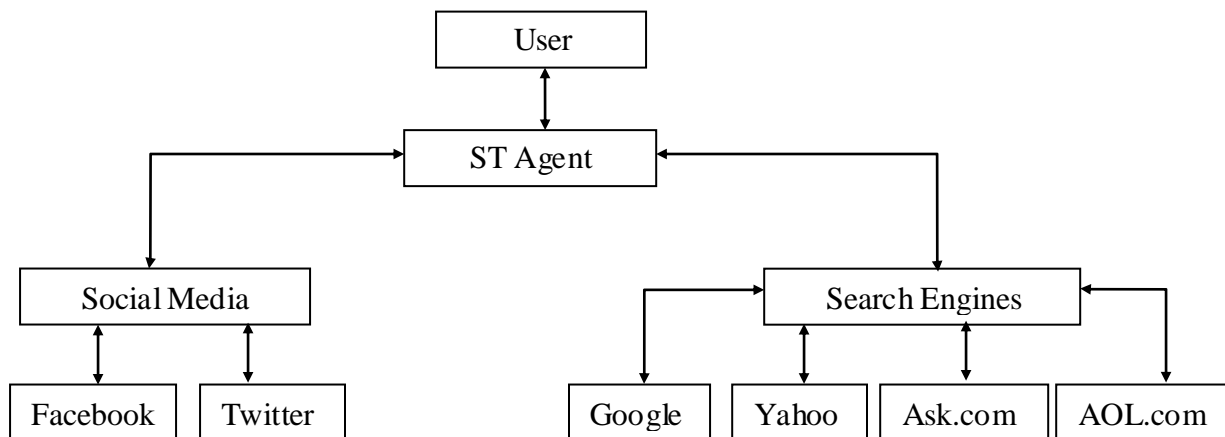 User
ST Agent
Social Media
Search Engines
Facebook
Twitter
Google
Yahoo
Ask.com
AOL.com